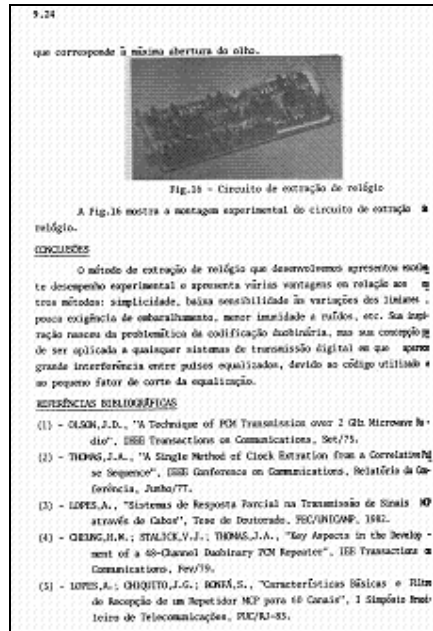 9.24
que corresponde à máxima abertura do olho.
Fig.16 - Circuito de extração de relógio
A Fig.16 mostra a montagem experimental do circuito de extração
relógio.
CONCLUSÕES
O método de extração de relógio que desenvolvemos apresentou
te desempenho experimental e apresenta várias vantagens em relação aos
tros métodos: simplicidade, baixa sensibilidade às variações dos limiares,
pouca exigência de embaralhamento, menor imunidade a ruídos, etc. Sua inspi-
ração nasceu da problemática da codificação duobinária, mas sua concepção
de ser aplicada a quaisquer sistemas de transmissão digital em que
grande interferência entre pulsos equalizados, devido ao código utilizado
ao pequeno fator de corte da equalização.
REFERÊNCIAS BIBLIOGRÁFICAS
(1) - OLSON,J.D., "A Technique of PCM Transmission over 2 GHz Microwave Ra-
dio", IEEE Transactions on Communications, Set/75.
(2) - THOMAS,J.A., "A Single Method of Clock Extration from a Correlative
se Sequence", IEEE Conference on Communications, Relatório da Con-
ferência, Junho/77.
(3) - LOPES,A., "Sistemas de Resposta Parcial na Transmissão de Sinais MCP
através de Cabos", Tese de Doutorado, FEC/UNICAMP, 1982.
(4) - CHEUNG,H.W.; STALICK,V.J.; THOMAS,J.A., "Key Aspects in the Develop-
ment of a 48-Channel Duobinary PCM Repeater", IEE Transactions
Communications, Fev/79.
(5) - LOPES,A.; CHIQUITO,J.G.; BONFÁ,S., "Características Básicas e Filtro
de Recepção de um Repetidor MCP para 60 Canais", I Simpósio Brasi-
leiro de Telecomunicações, PUC/RJ-83.